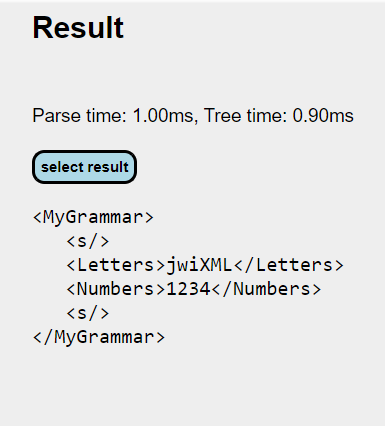 Result
Parse time: 1.00ms, Tree time: 0.90ms
select result
<MyGrammar>
   <s/>
   <Letters>jwiXML</Letters>
   <Numbers>1234</Numbers>
   <s/>
</MyGrammar>